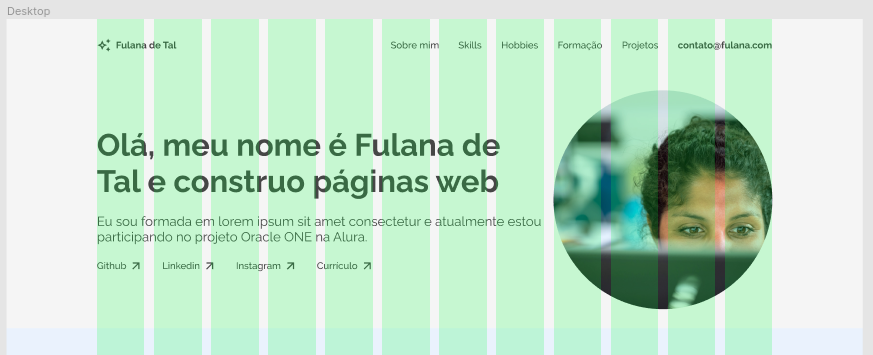 Desktop
Fulana de Tal
Sobre mim
Skills
Hobbies
Formação
Projetos
contato@fulana.com
Olá, meu nome é Fulana de
Tal e construo páginas web
Eu sou formada em lorem ipsum sit amet consectetur e atualmente estou
participando no projeto Oracle ONE na Alura.
Github
Linkedin
Instagram
Currículo